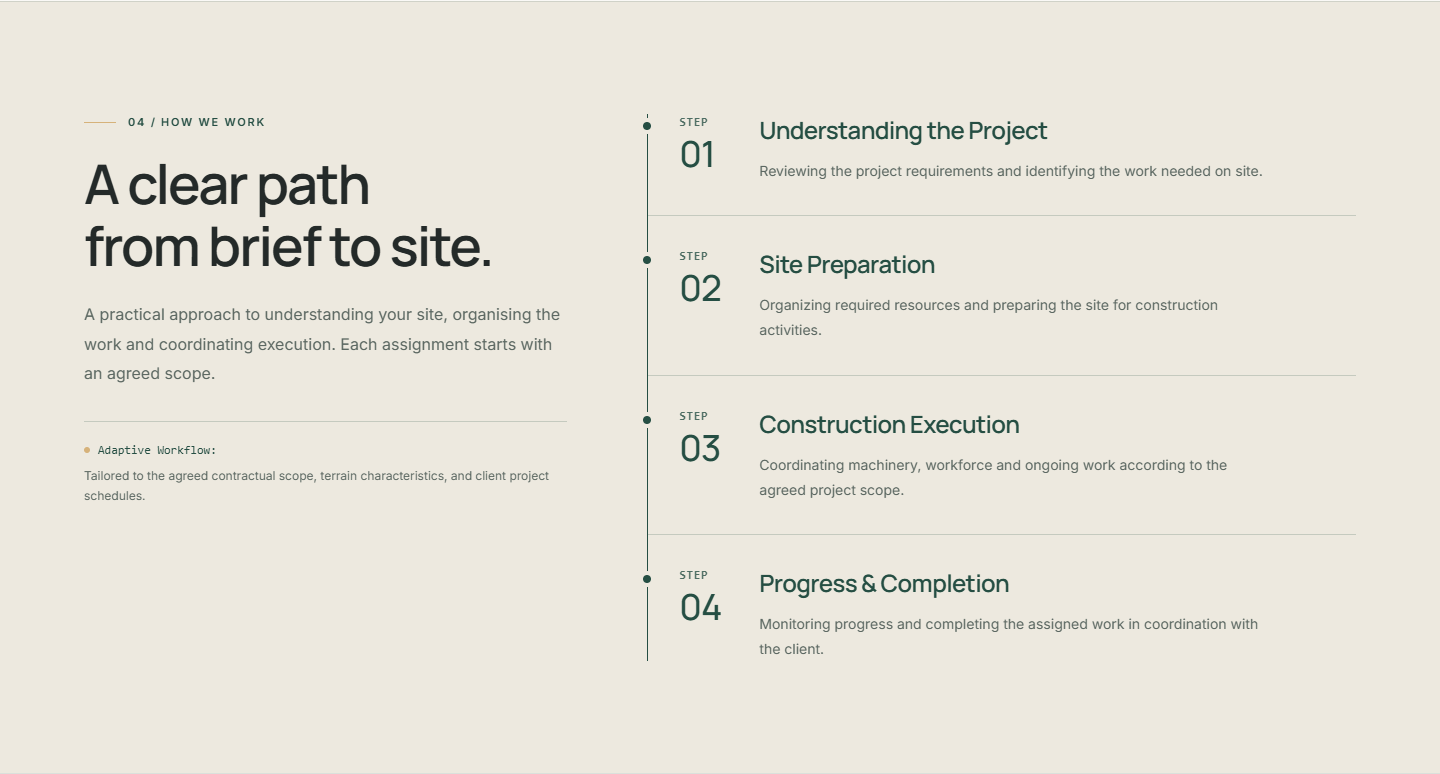 04 / HOW WE WORK
A clear path
from brief to site.
A practical approach to understanding your site, organising the
work and coordinating execution. Each assignment starts with
an agreed scope.
Adaptive Workflow:
Tailored to the agreed contractual scope, terrain characteristics, and client project
schedules.
STEP
01
Understanding the Project
Reviewing the project requirements and identifying the work needed on site.
STEP
02
Site Preparation
Organizing required resources and preparing the site for construction
activities.
STEP
03
Construction Execution
Coordinating machinery, workforce and ongoing work according to the
agreed project scope.
STEP
04
Progress & Completion
Monitoring progress and completing the assigned work in coordination with
the client.